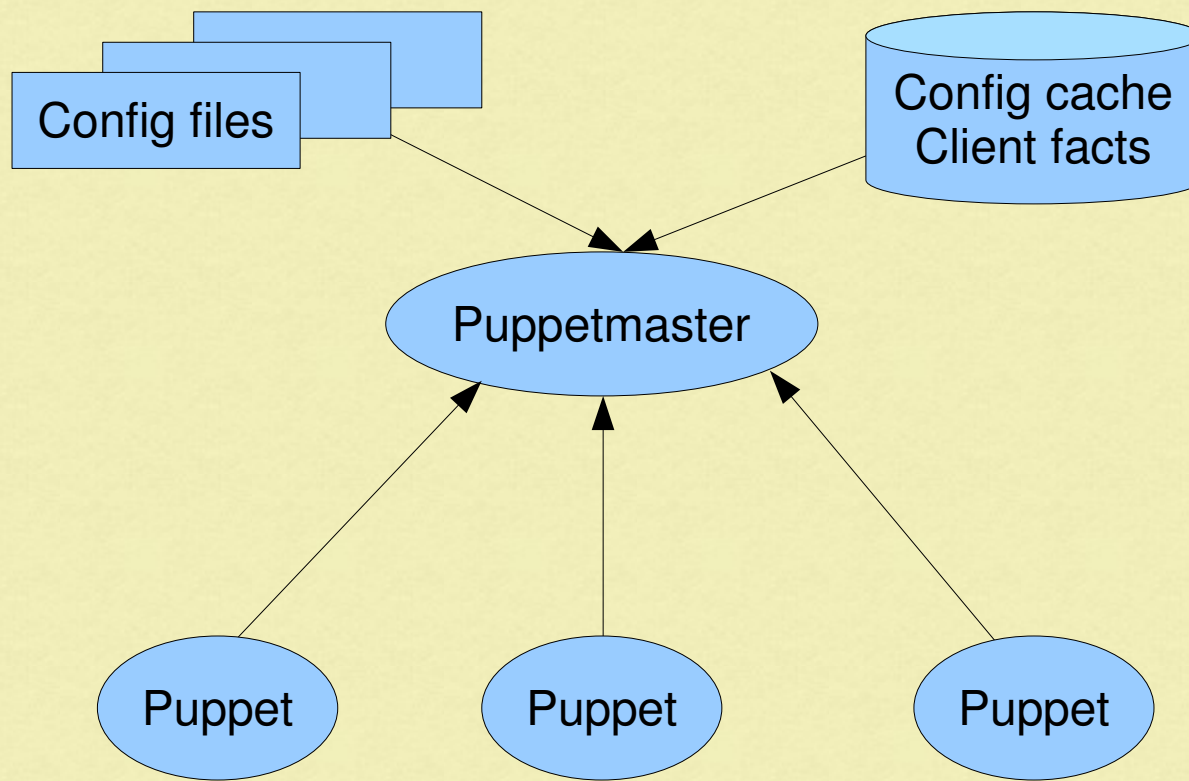 Config files
Config cache
Client facts
Puppetmaster
Puppet
Puppet
Puppet